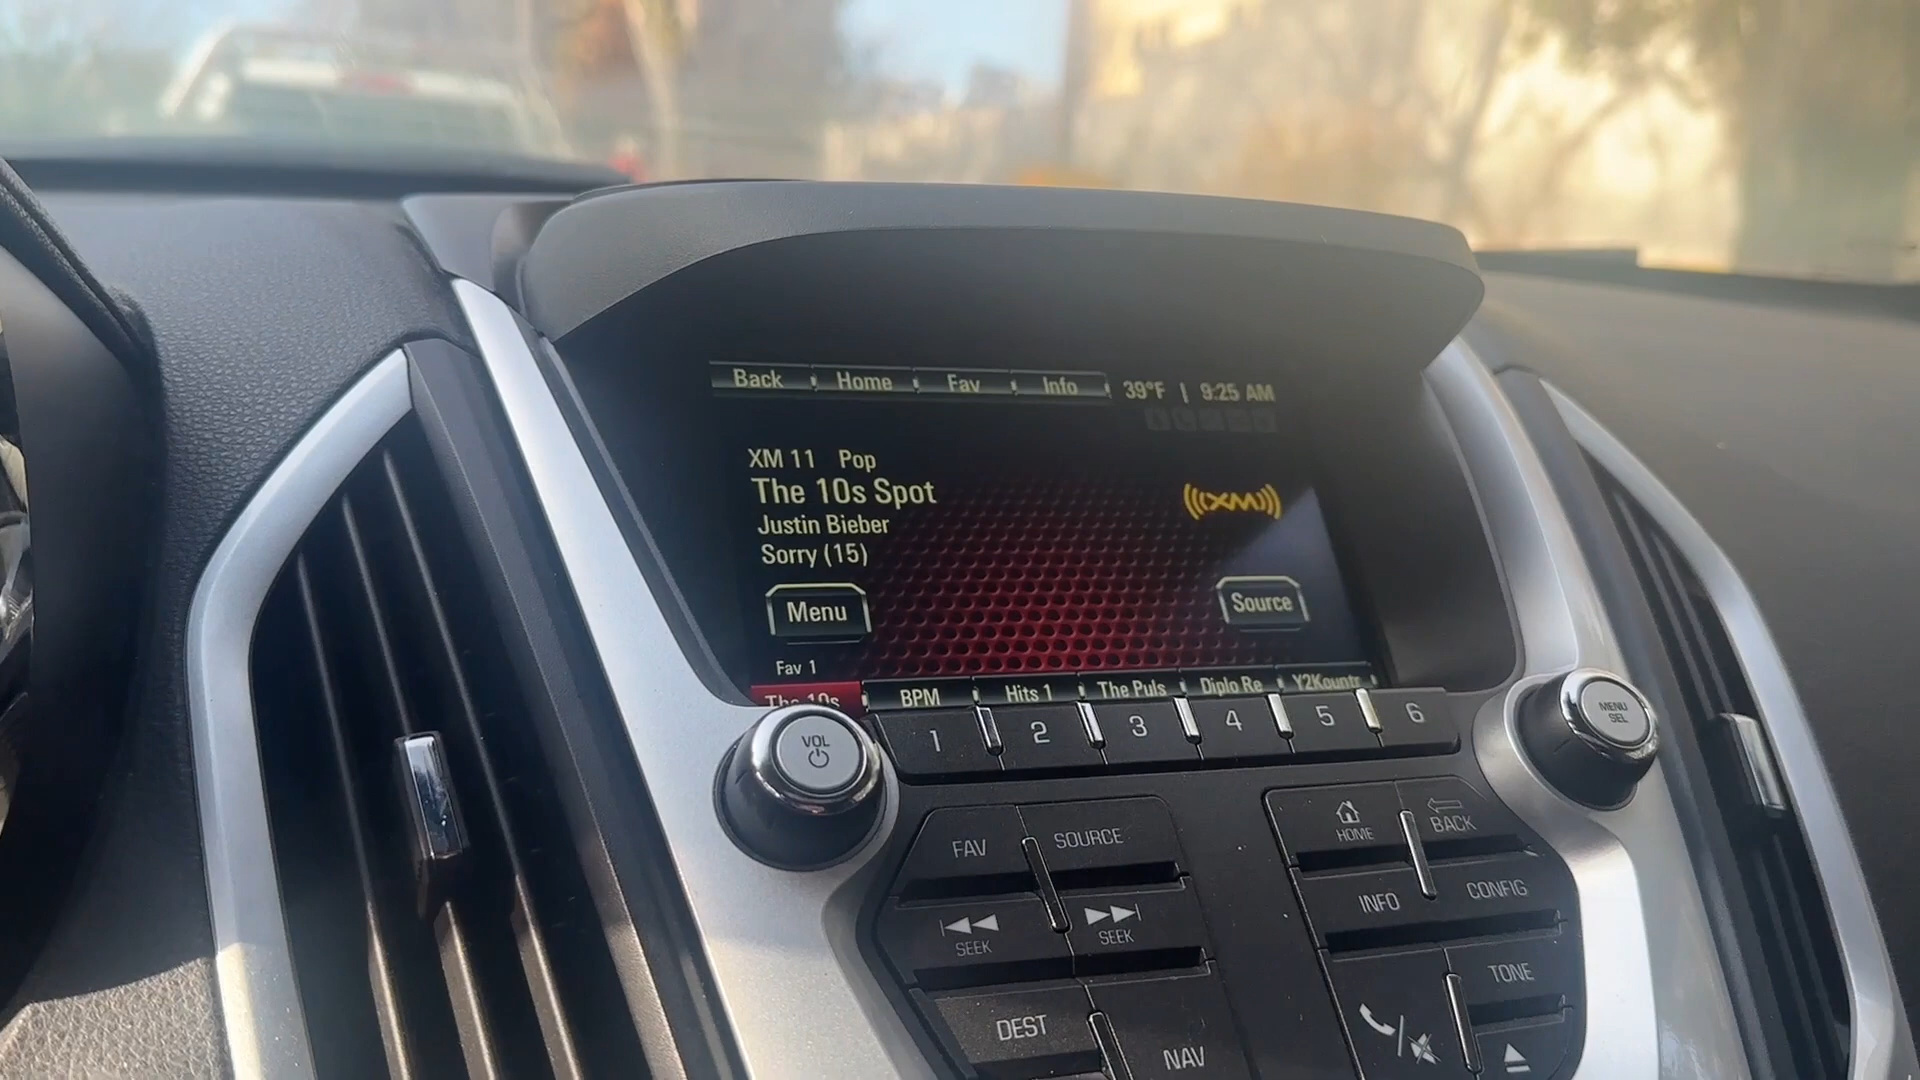 Back Home Fav Info 39°F | 9:25 AM
XM 11 Pop
The 10s Spot
Justin Bieber
Sorry (15)
((XM))
Menu
Source
Fav 1
The 10s BPM Hits 1 The Puls Diplo Re Y2Kountr
1 2 3 4 5 6
VOL
MENU
SEL
FAV SOURCE
HOME BACK
SEEK SEEK
INFO CONFIG
DEST NAV
TONE